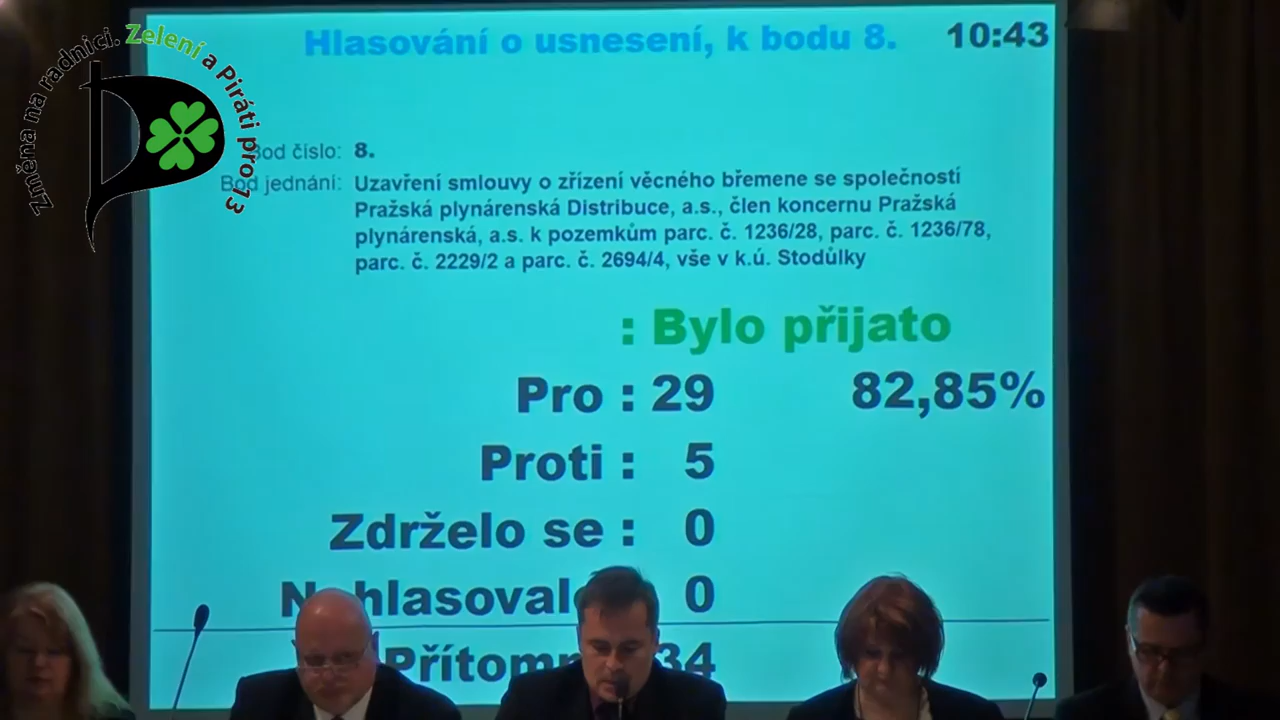 Změna na radnici. Zelení a Piráti pro 13
Hlasování o usnesení, k bodu 8.
10:43
Bod číslo: 8.
Bod jednání: Uzavření smlouvy o zřízení věcného břemene se společností
Pražská plynárenská Distribuce, a.s., člen koncernu Pražská
plynárenská, a.s. k pozemkům parc. č. 1236/28, parc. č. 1236/78,
parc. č. 2229/2 a parc. č. 2694/4, vše v k.ú. Stodůlky
: Bylo přijato
Pro : 29 82,85%
Proti : 5
Zdrželo se : 0
0
34